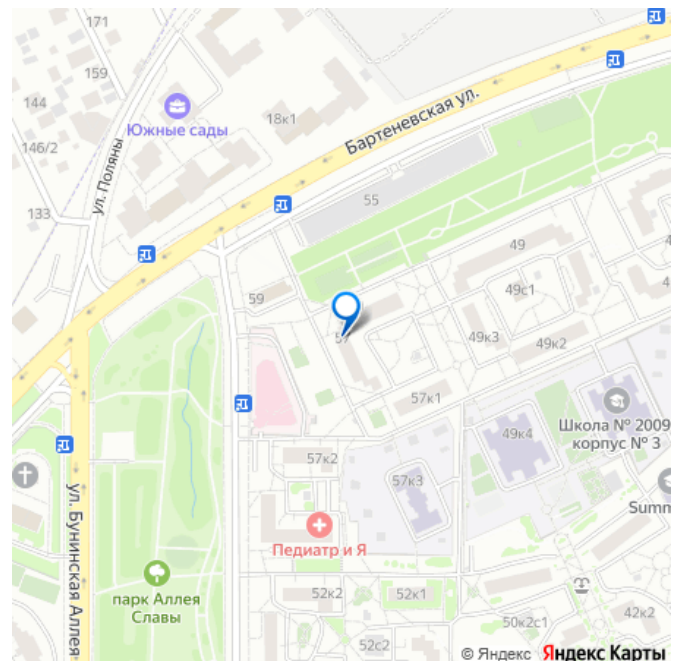 171
159
144
146/2
133
ул. Поляны
Южные сады
18к1
Бартеневская ул.
55
59
57
49
49с1
49к3
49к2
57к1
57к2
57к3
49к4
Школа № 2009
корпус № 3
Summ
Педиатр и Я
парк Аллея
Славы
ул. Бунинская Аллея
52к2
52к1
52с2
50к2с1
42к2
© Яндекс Яндекс Карты